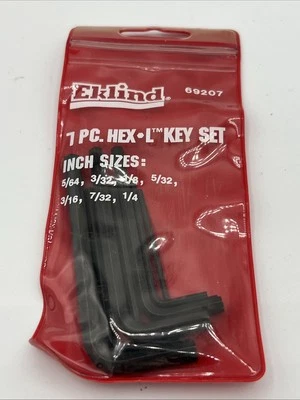 Eklind
69207
7 PC. HEX•L™ KEY SET
INCH SIZES:
5/64, 3/32, 1/8, 5/32,
3/16, 7/32, 1/4